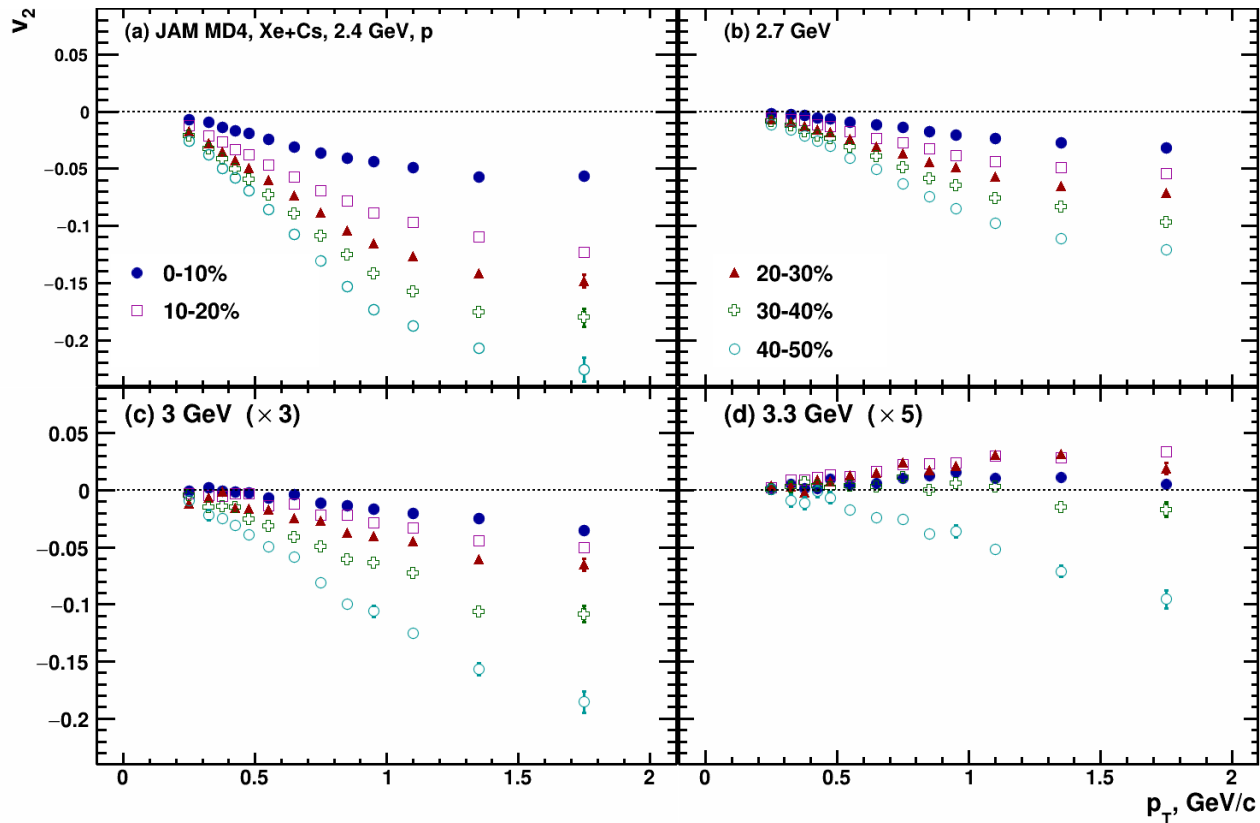 v₂
(a) JAM MD4, Xe+Cs, 2.4 GeV, p
(b) 2.7 GeV
0.05
0
−0.05
−0.1
−0.15
−0.2
0-10%
10-20%
20-30%
30-40%
40-50%
(c) 3 GeV (× 3)
(d) 3.3 GeV (× 5)
0.05
0
−0.05
−0.1
−0.15
−0.2
0 0.5 1 1.5 2
0 0.5 1 1.5 2
p_T, GeV/c